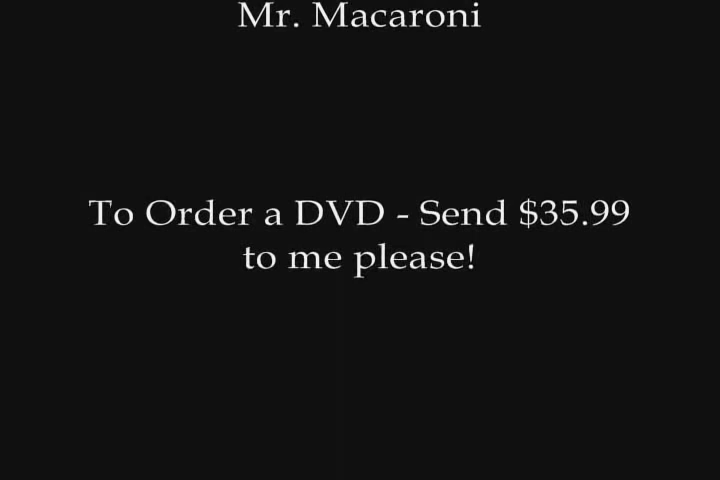 Mr. Macaroni
To Order a DVD - Send $35.99
to me please!